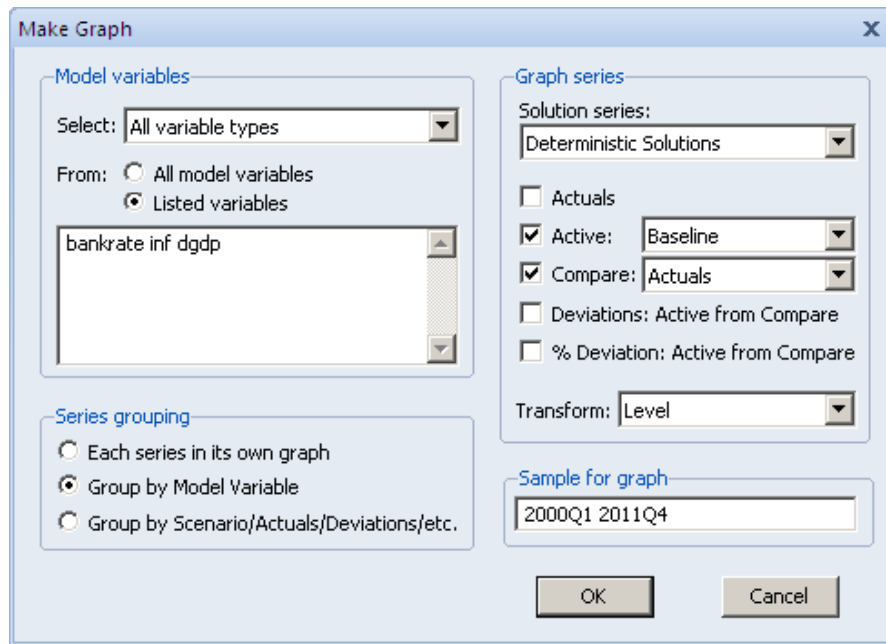 Make Graph
Model variables
Select: All variable types
From: All model variables
Listed variables
bankrate inf dgdp
Series grouping
Each series in its own graph
Group by Model Variable
Group by Scenario/Actuals/Deviations/etc.
Graph series
Solution series:
Deterministic Solutions
Actuals
Active: Baseline
Compare: Actuals
Deviations: Active from Compare
% Deviation: Active from Compare
Transform: Level
Sample for graph
2000Q1 2011Q4
OK Cancel